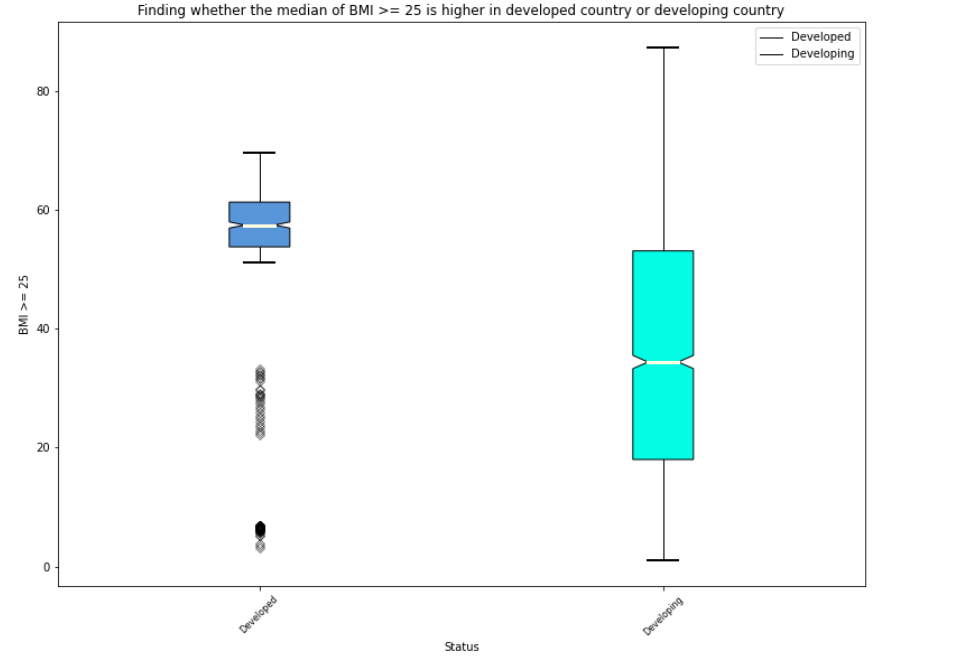 Finding whether the median of BMI >= 25 is higher in developed country or developing country
Developed
Developing
80
60
40
20
0
BMI >= 25
Developed
Developing
Status